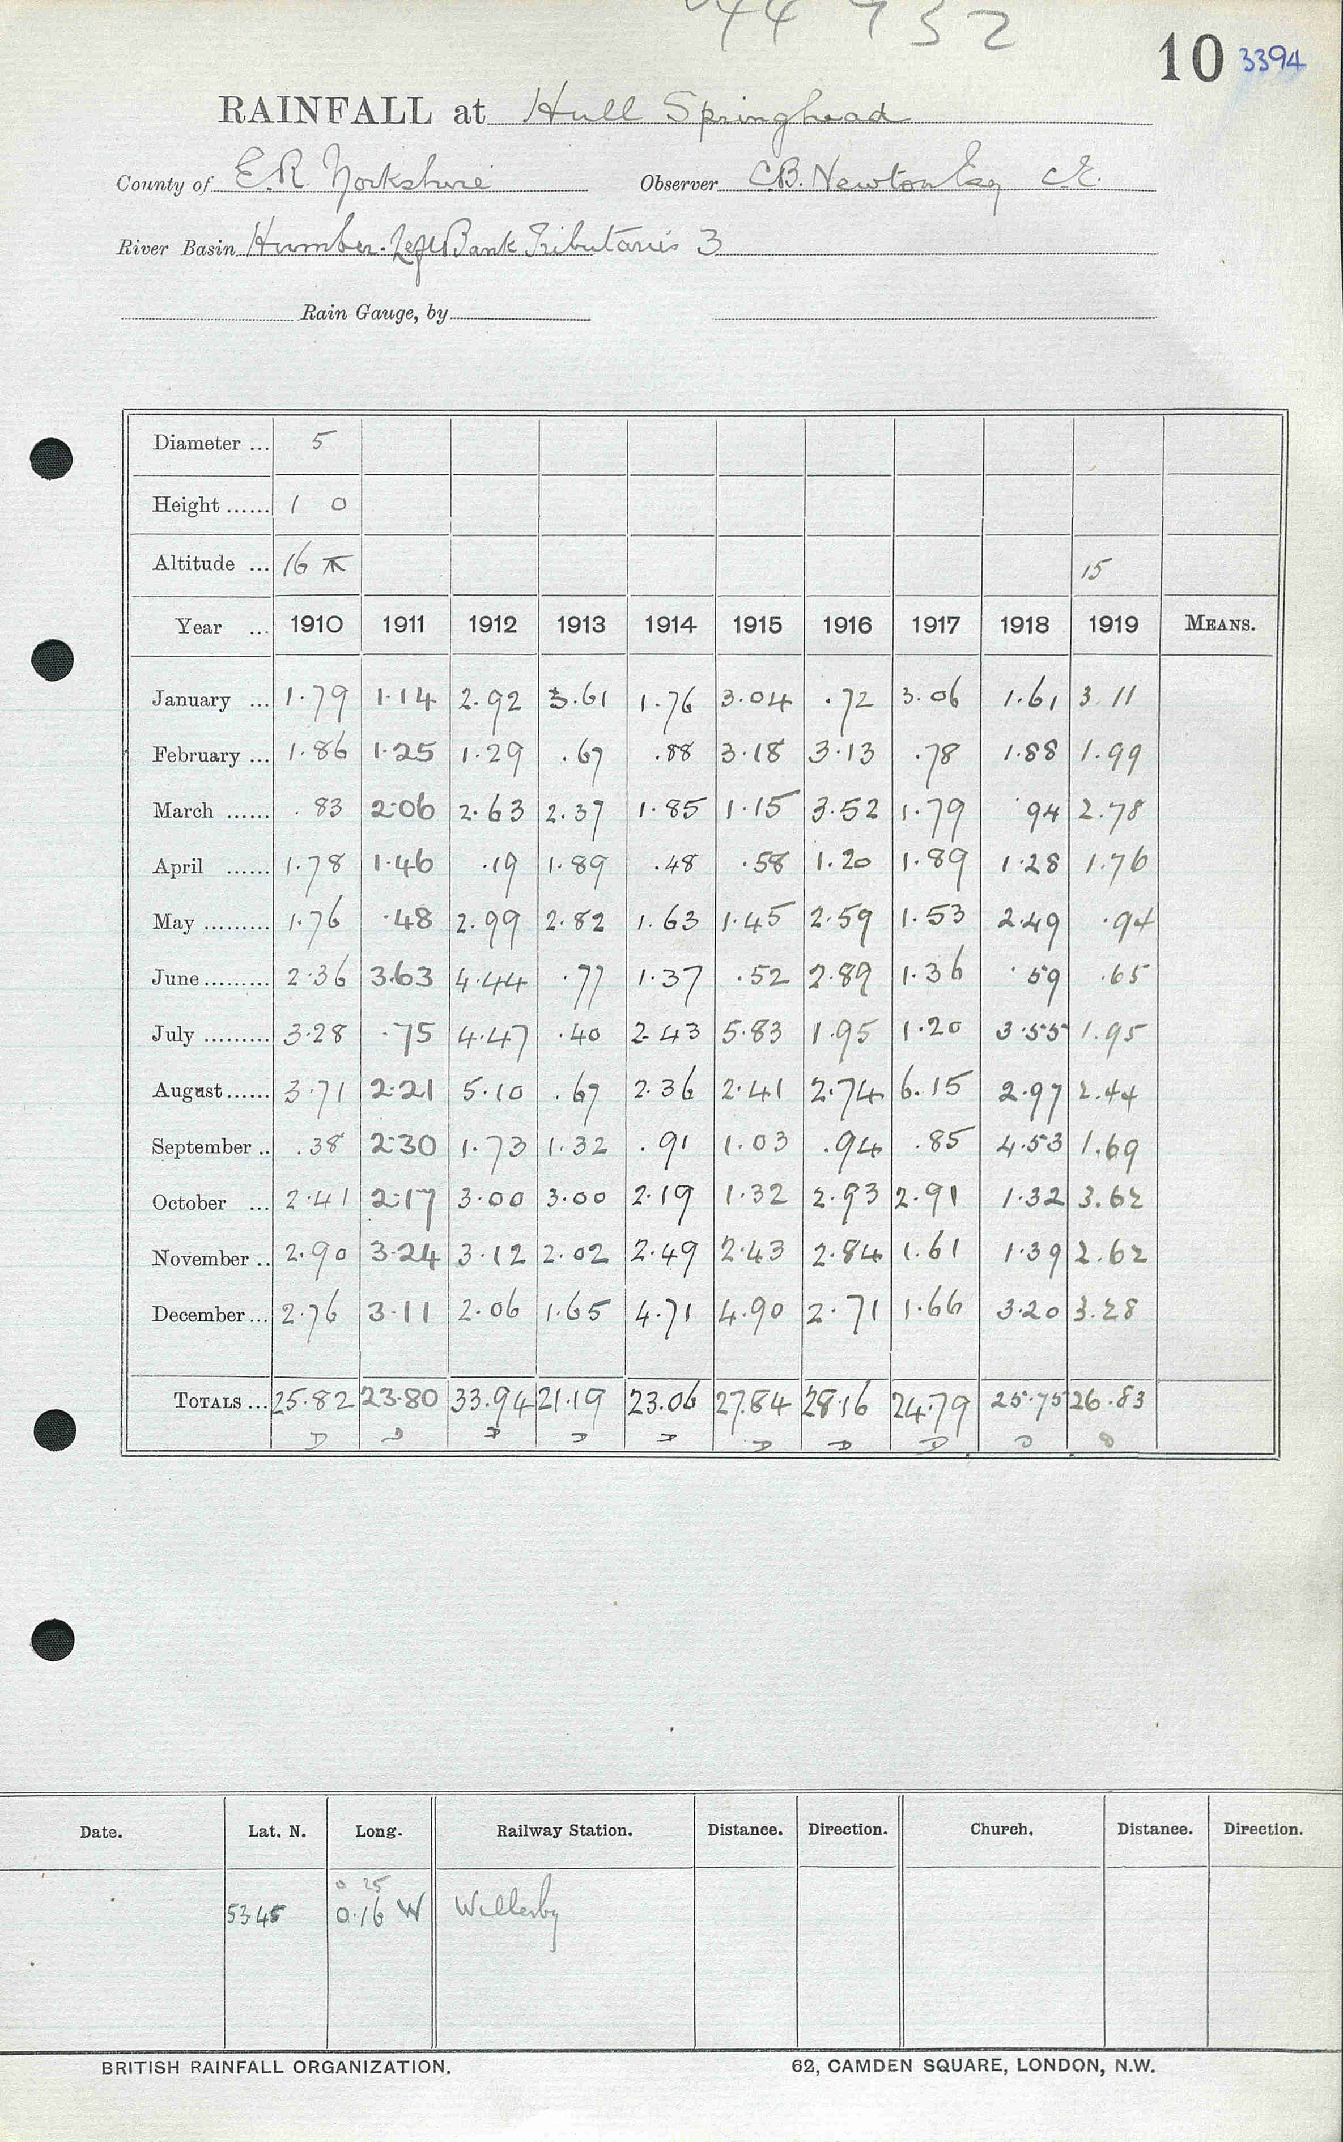 44 732
10 3394
RAINFALL at Hull Springhead
County of E.R. Yorkshire Observer C.B. Newton Esq C.E.
River Basin Humber. Left Bank Tributaries 3
Rain Gauge, by
Diameter ... 5
Height ...... 1 0
Altitude ... 16 15
Year ... 1910 1911 1912 1913 1914 1915 1916 1917 1918 1919 MEANS.
January ... 1.79 1.14 2.92 3.61 1.76 3.04 .72 3.06 1.61 3.11
February ... 1.86 1.25 1.29 .67 .88 3.18 3.13 .78 1.88 1.99
March ...... .83 2.06 2.63 2.37 1.85 1.15 3.52 1.79 .94 2.78
April ...... 1.78 1.46 .19 1.89 .48 .58 1.20 1.89 1.28 1.76
May ......... 1.76 .48 2.99 2.82 1.63 1.45 2.59 1.53 2.49 .94
June ......... 2.36 3.63 4.44 .77 1.37 .52 2.89 1.36 .59 .65
July ......... 3.28 .75 4.47 .40 2.43 5.83 1.95 1.20 3.55 1.95
August ...... 3.71 2.21 5.10 .67 2.36 2.41 2.74 6.15 2.97 2.44
September .. .38 2.30 1.73 1.32 .91 1.03 .94 .85 4.53 1.69
October ... 2.41 2.17 3.00 3.00 2.19 1.32 2.93 2.91 1.32 3.62
November .. 2.90 3.24 3.12 2.02 2.49 2.43 2.84 1.61 1.39 2.62
December ... 2.76 3.11 2.06 1.65 4.71 4.90 2.71 1.66 3.20 3.28
TOTALS ... 25.82 23.80 33.94 21.19 23.06 27.84 28.16 24.79 25.75 26.83
Date. Lat. N. Long. Railway Station. Distance. Direction. Church. Distance. Direction.
0 25
53.45 0.16 W Willerby
BRITISH RAINFALL ORGANIZATION. 62, CAMDEN SQUARE, LONDON, N.W.